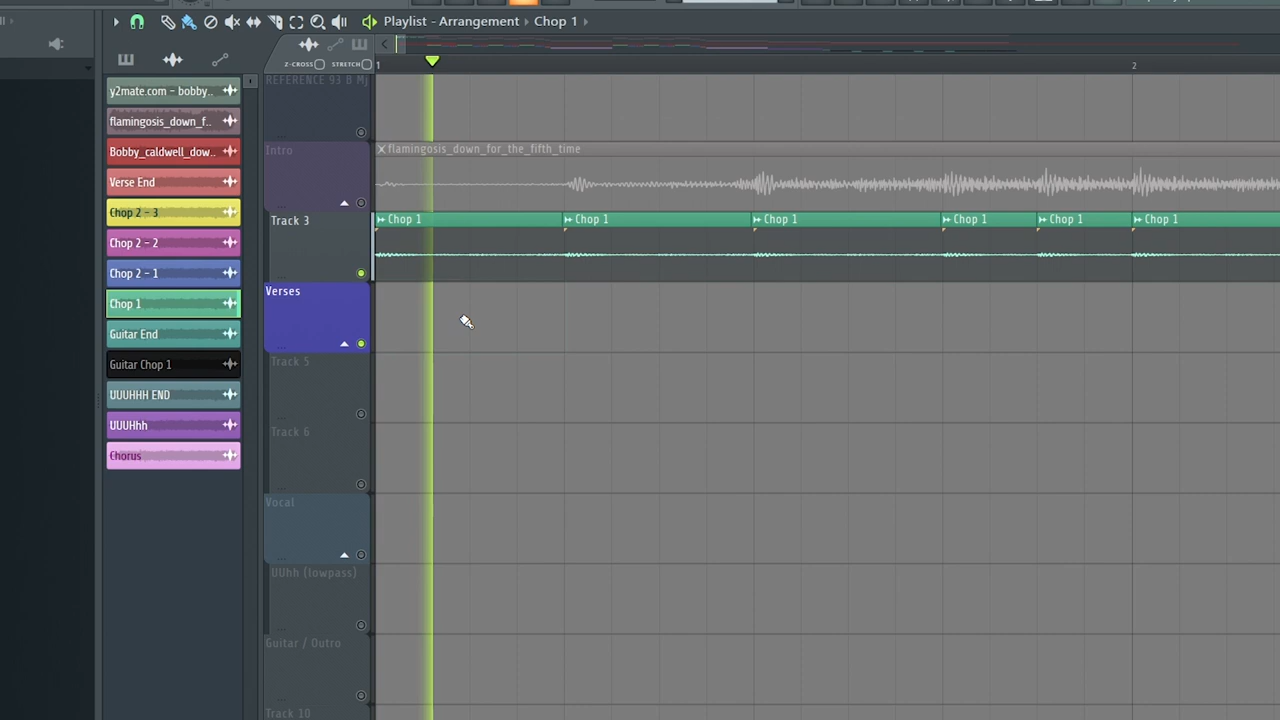 Playlist - Arrangement › Chop 1 ›
Z-CROSS
STRETCH
1
2
y2mate.com - bobby..
flamingosis_down_f..
Bobby_caldwell_dow..
Verse End
Chop 2 - 3
Chop 2 - 2
Chop 2 - 1
Chop 1
Guitar End
Guitar Chop 1
UUUHHH END
UUUHhh
Chorus
REFERENCE 93 B Mj
Intro
Track 3
Verses
Track 5
Track 6
Vocal
UUhh (lowpass)
Guitar / Outro
Track 10
flamingosis_down_for_the_fifth_time
Chop 1
Chop 1
Chop 1
Chop 1
Chop 1
Chop 1